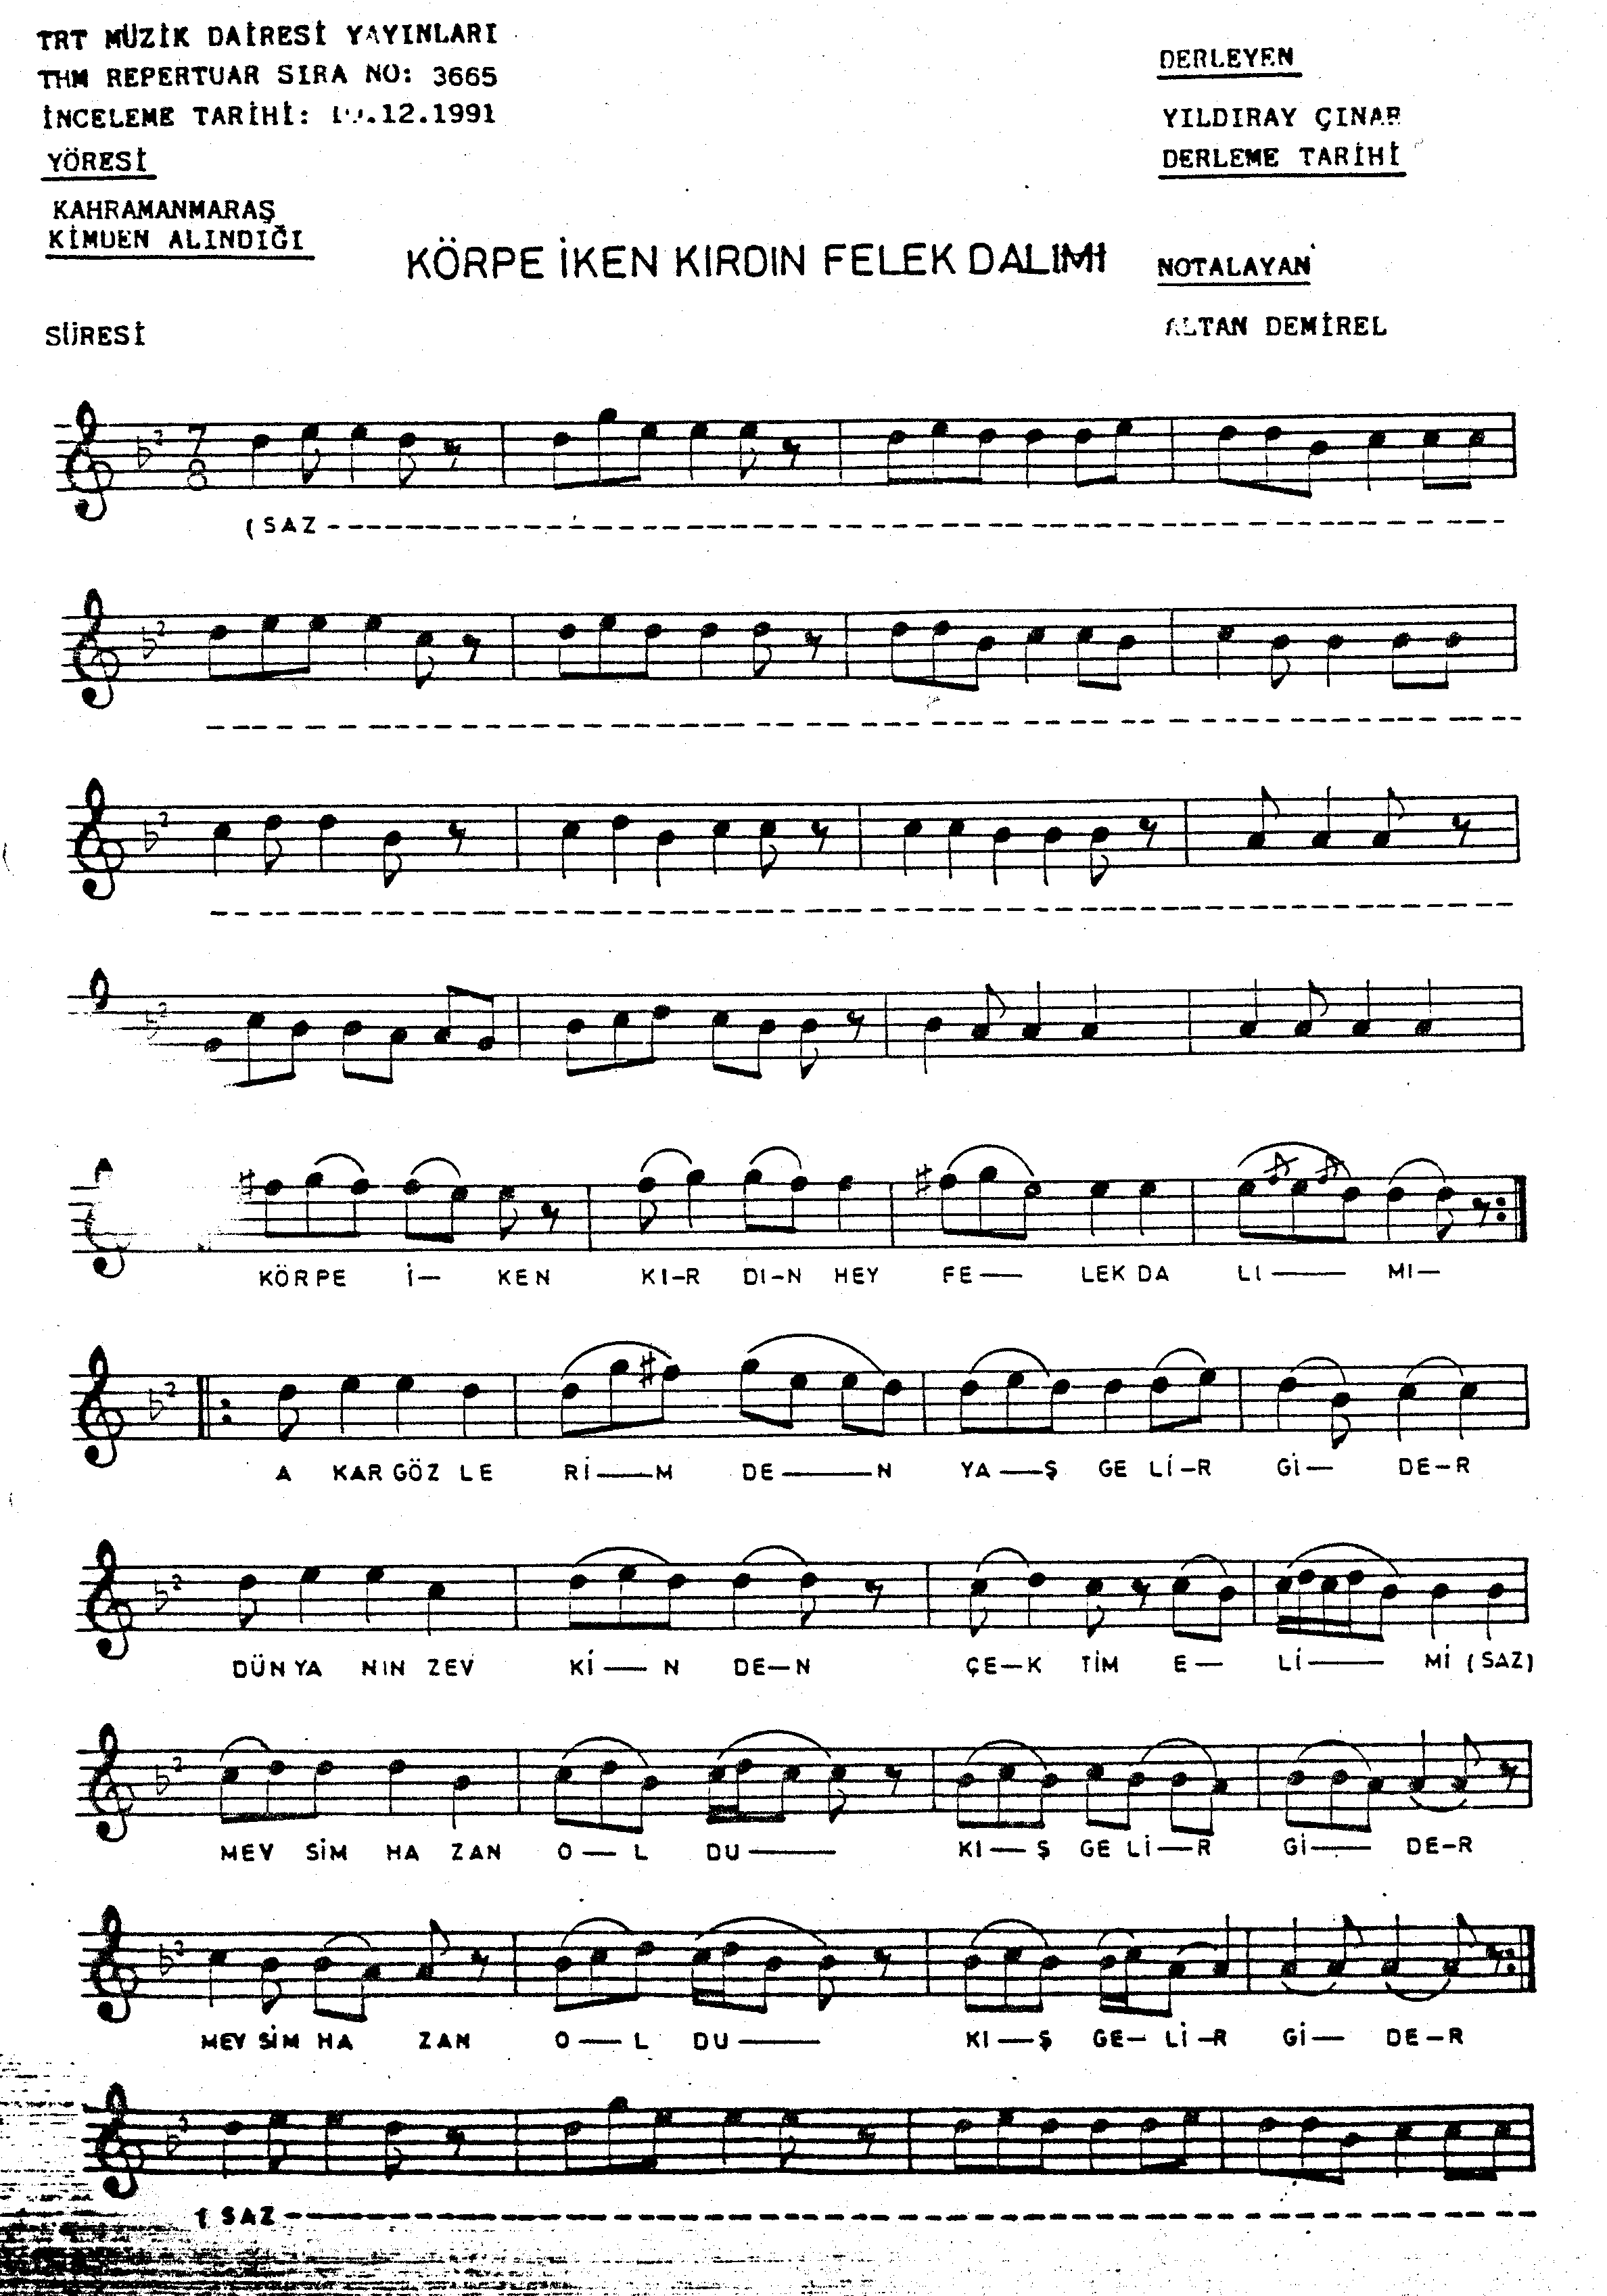 TRT MÜZİK DAİRESİ YAYINLARI
THM REPERTUAR SIRA NO: 3665
İNCELEME TARİHİ: .12.1991
YÖRESİ
KAHRAMANMARAŞ
KİMDEN ALINDIĞI
SÜRESİ
KÖRPE İKEN KIRDIN FELEK DALIMI
DERLEYEN
YILDIRAY ÇINAR
DERLEME TARİHİ
NOTALAYAN
ALTAN DEMİREL
7
8
(SAZ --------
KÖRPE İ— KEN KI-R DI-N HEY FE— LEK DA LI— MI—
A KAR GÖZ LE Rİ—M DE—N YA—Ş GE Lİ-R Gİ— DE-R
DÜN YA NIN ZEV Kİ—N DE-N ÇE-K TİM E— Lİ— Mİ (SAZ)
MEV SİM HA ZAN O—L DU— KI—Ş GE Lİ—R Gİ— DE-R
MEV SİM HA ZAN O—L DU— KI—Ş GE— Lİ-R Gİ— DE-R
( SAZ --------